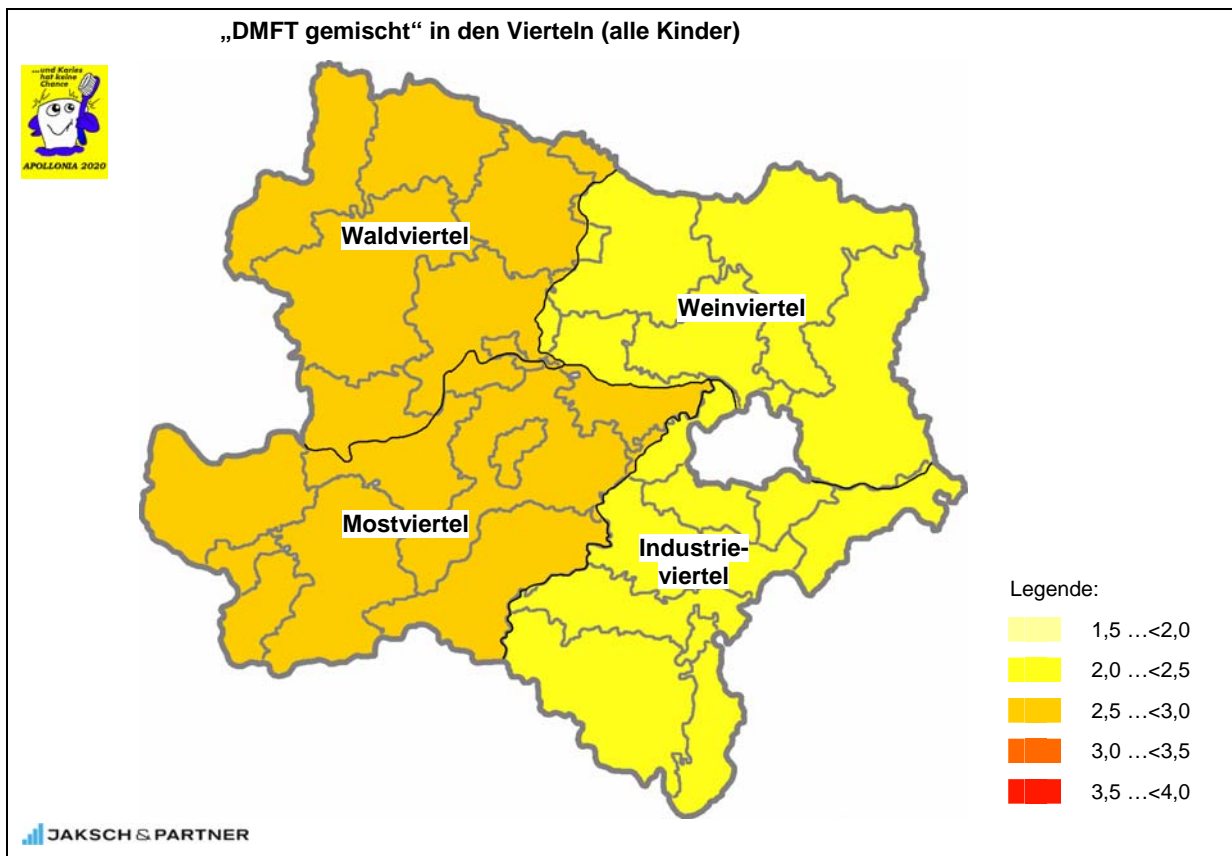 „DMFT gemischt“ in den Vierteln (alle Kinder)
...und Karies
hat keine
Chance
APOLLONIA 2020
Waldviertel
Weinviertel
Mostviertel
Industrie-
viertel
Legende:
1,5 …<2,0
2,0 …<2,5
2,5 …<3,0
3,0 …<3,5
3,5 …<4,0
JAKSCH & PARTNER